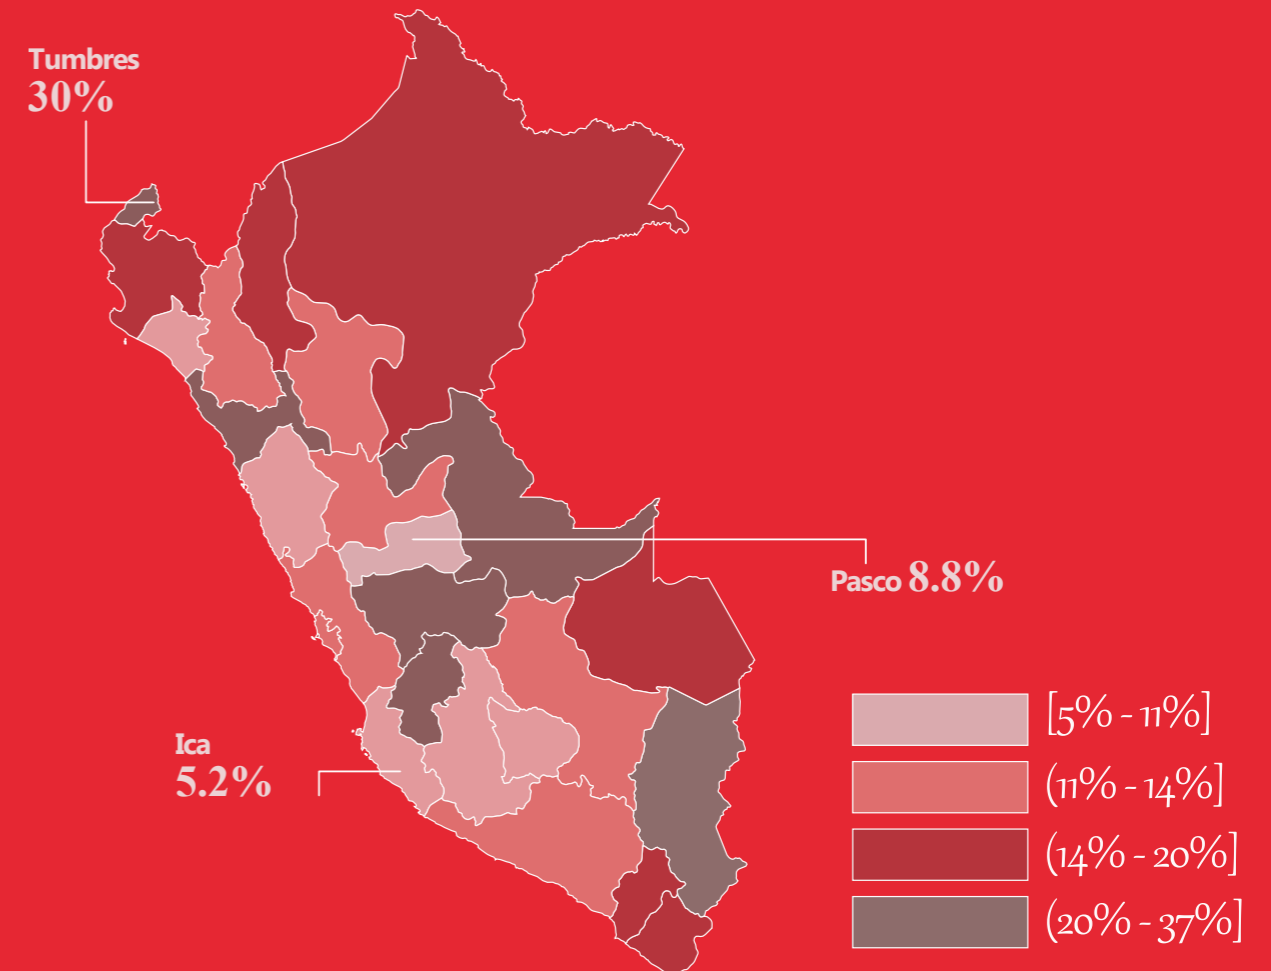 Tumbres
30%
Pasco 8.8%
Ica
5.2%
[5% - 11%]
(11% - 14%]
(14% - 20%]
(20% - 37%]